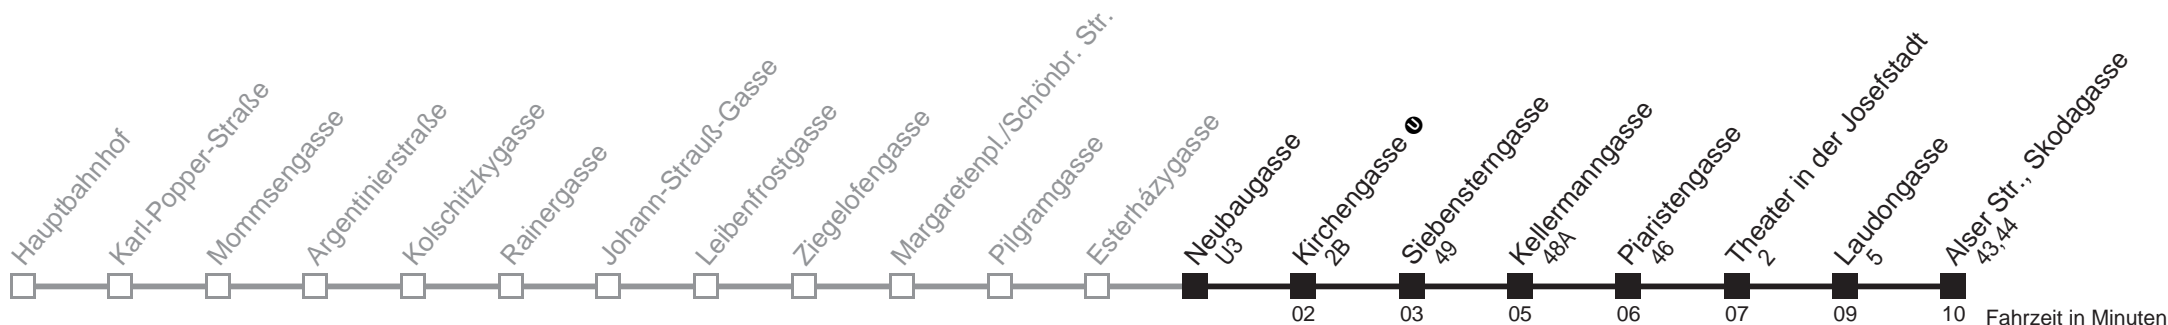 Hauptbahnhof
Karl-Popper-Straße
Mommsengasse
Argentinierstraße
Kolschitzkygasse
Rainergasse
Johann-Strauß-Gasse
Leibenfrostgasse
Ziegelofengasse
Margaretenpl./Schönbr. Str.
Pilgramgasse
Esterházygasse
Neubaugasse
U3
Kirchengasse U
2B
Siebensterngasse
49
Kellermanngasse
48A
Piaristengasse
46
Theater in der Josefstadt
2
Laudongasse
5
Alser Str., Skodagasse
43,44
02 03 05 06 07 09 10 Fahrzeit in Minuten